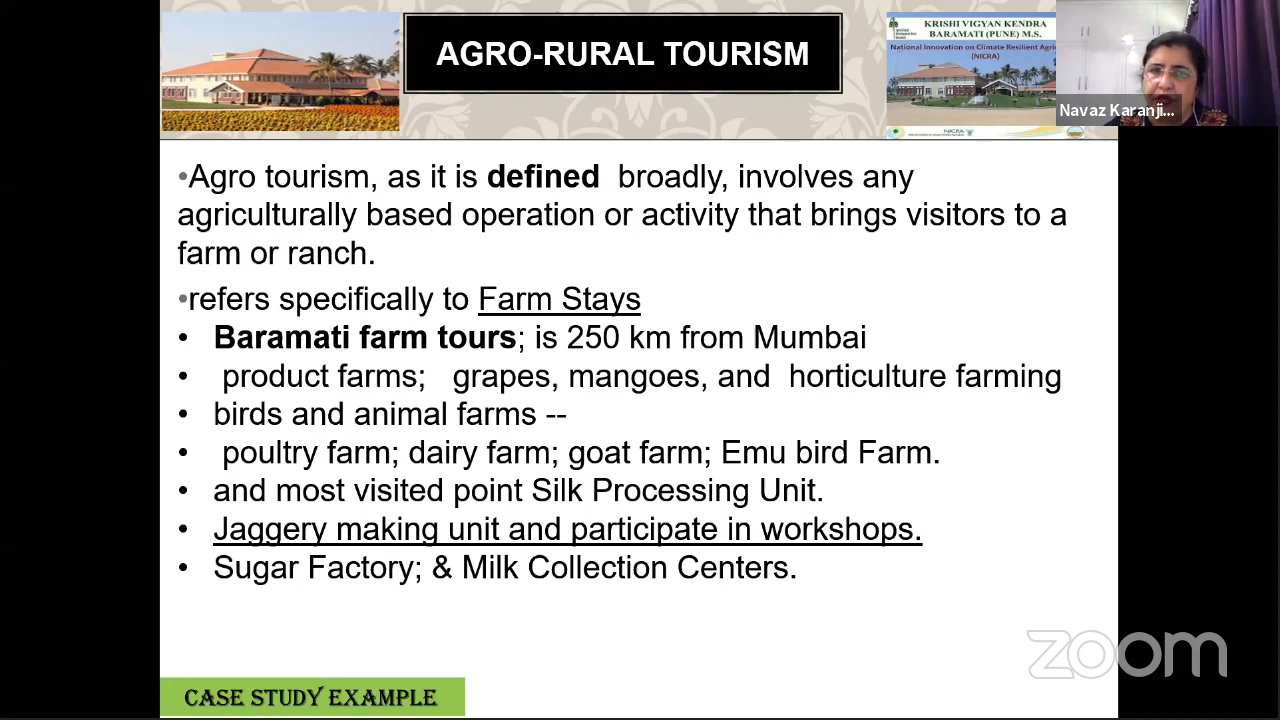 AGRO-RURAL TOURISM
KRISHI VIGYAN KENDRA
BARAMATI (PUNE) M.S.
National Innovation on Climate Resilient Agric
(NICRA)
NICRA
Navaz Karanji...
•Agro tourism, as it is defined broadly, involves any
agriculturally based operation or activity that brings visitors to a
farm or ranch.
•refers specifically to Farm Stays
• Baramati farm tours; is 250 km from Mumbai
• product farms; grapes, mangoes, and horticulture farming
• birds and animal farms --
• poultry farm; dairy farm; goat farm; Emu bird Farm.
• and most visited point Silk Processing Unit.
• Jaggery making unit and participate in workshops.
• Sugar Factory; & Milk Collection Centers.
zoom
CASE STUDY EXAMPLE